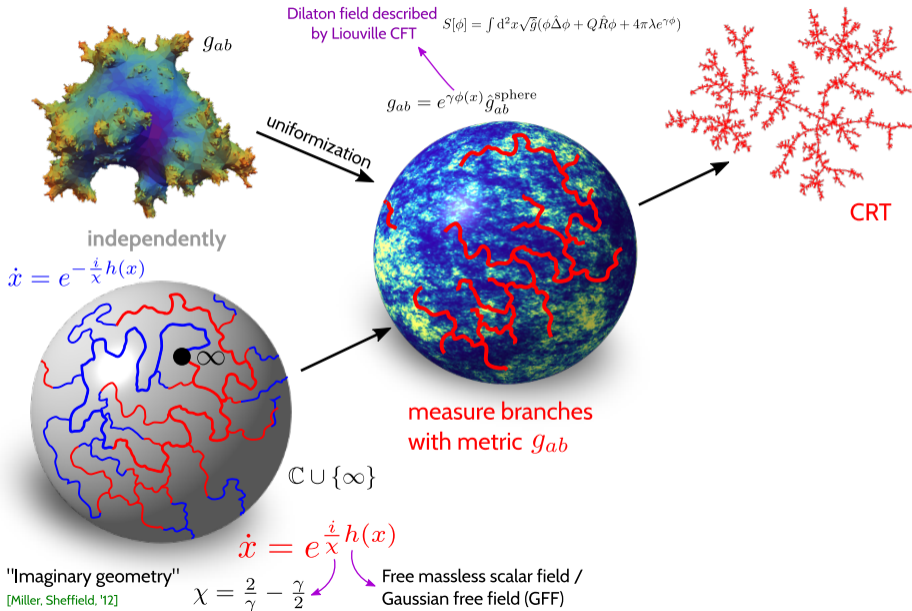 Dilaton field described
by Liouville CFT
S[ϕ] = ∫ d²x√ĝ(ϕΔ̂ϕ + QR̂ϕ + 4πλe^{γϕ})
g_{ab}
g_{ab} = e^{γϕ(x)} ĝ_{ab}^{sphere}
uniformization
CRT
independently
ẋ = e^{-\frac{i}{χ}h(x)}
∞
measure branches
with metric g_{ab}
ℂ ∪ {∞}
ẋ = e^{\frac{i}{χ}h(x)}
"Imaginary geometry"
[Miller, Sheffield, '12]
χ = \frac{2}{γ} − \frac{γ}{2}
Free massless scalar field /
Gaussian free field (GFF)